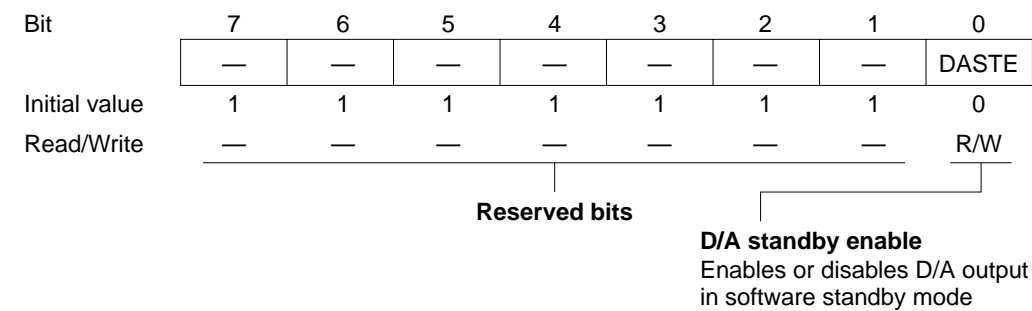 Bit 7 6 5 4 3 2 1 0
— — — — — — — DASTE
Initial value 1 1 1 1 1 1 1 0
Read/Write — — — — — — — R/W
Reserved bits
D/A standby enable
Enables or disables D/A output
in software standby mode